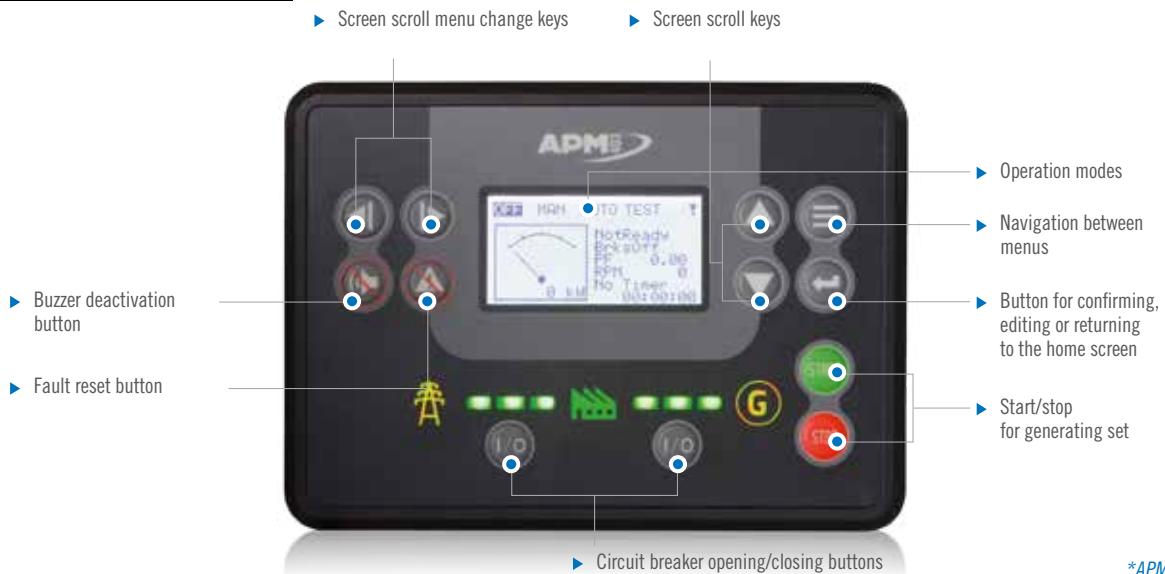 Screen scroll menu change keys
Screen scroll keys
APM303
OFF MAN AUTO TEST
NotReady
BrksOff
PF 0.00
RPM 0
No Timer
00:00:00
0 kW
Operation modes
Navigation between
menus
Button for confirming,
editing or returning
to the home screen
Buzzer deactivation
button
Fault reset button
START
STOP
G
I/O
I/O
Start/stop
for generating set
Circuit breaker opening/closing buttons
*APM